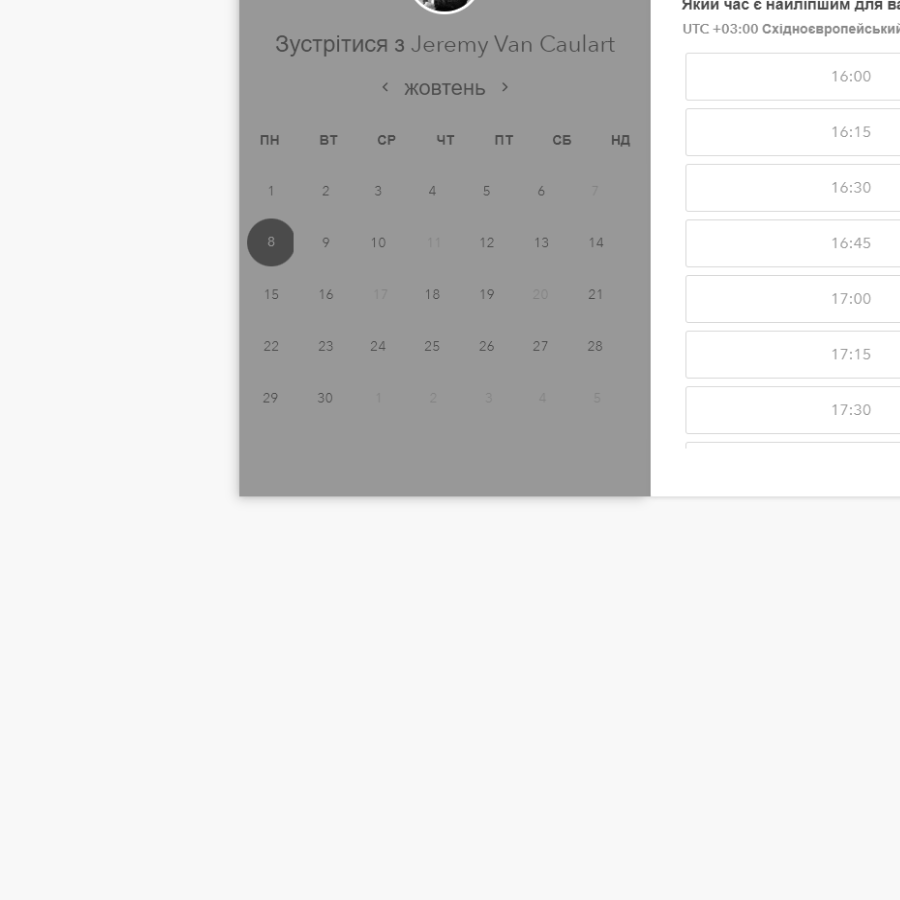 Зустрітися з Jeremy Van Caulart
жовтень
ПН ВТ СР ЧТ ПТ СБ НД
1 2 3 4 5 6 7
8 9 10 11 12 13 14
15 16 17 18 19 20 21
22 23 24 25 26 27 28
29 30 1 2 3 4 5
Який час є найліпшим для
UTC +03:00 Східноєвропейський
16:00
16:15
16:30
16:45
17:00
17:15
17:30